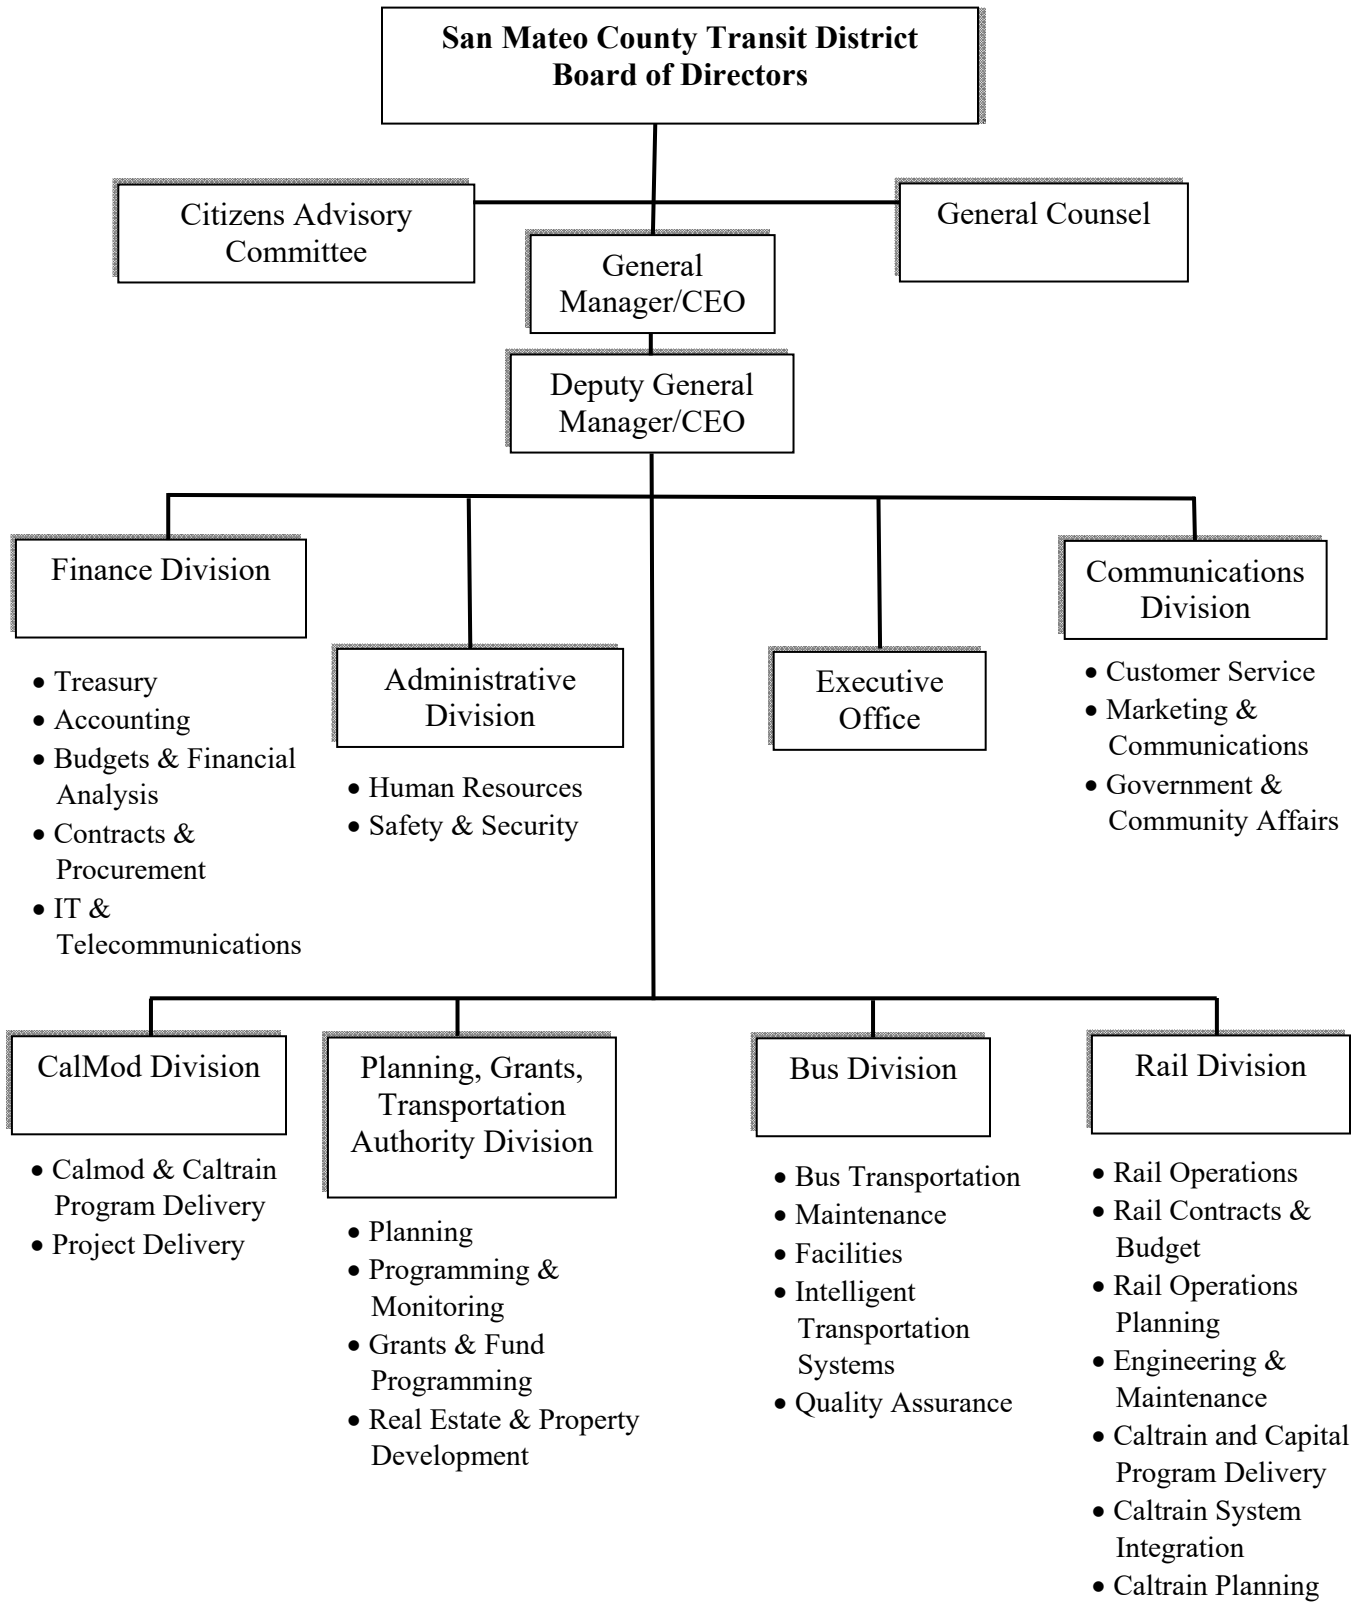 San Mateo County Transit District
Board of Directors
Citizens Advisory
Committee
General Counsel
General
Manager/CEO
Deputy General
Manager/CEO
Finance Division
• Treasury
• Accounting
• Budgets & Financial
Analysis
• Contracts &
Procurement
• IT &
Telecommunications
Administrative
Division
• Human Resources
• Safety & Security
Executive
Office
Communications
Division
• Customer Service
• Marketing &
Communications
• Government &
Community Affairs
CalMod Division
• Calmod & Caltrain
Program Delivery
• Project Delivery
Planning, Grants,
Transportation
Authority Division
• Planning
• Programming &
Monitoring
• Grants & Fund
Programming
• Real Estate & Property
Development
Bus Division
• Bus Transportation
• Maintenance
• Facilities
• Intelligent
Transportation
Systems
• Quality Assurance
Rail Division
• Rail Operations
• Rail Contracts &
Budget
• Rail Operations
Planning
• Engineering &
Maintenance
• Caltrain and Capital
Program Delivery
• Caltrain System
Integration
• Caltrain Planning